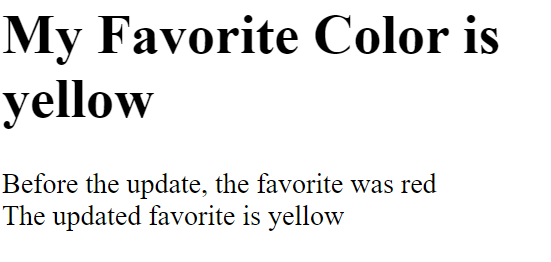 My Favorite Color is
yellow
Before the update, the favorite was red
The updated favorite is yellow